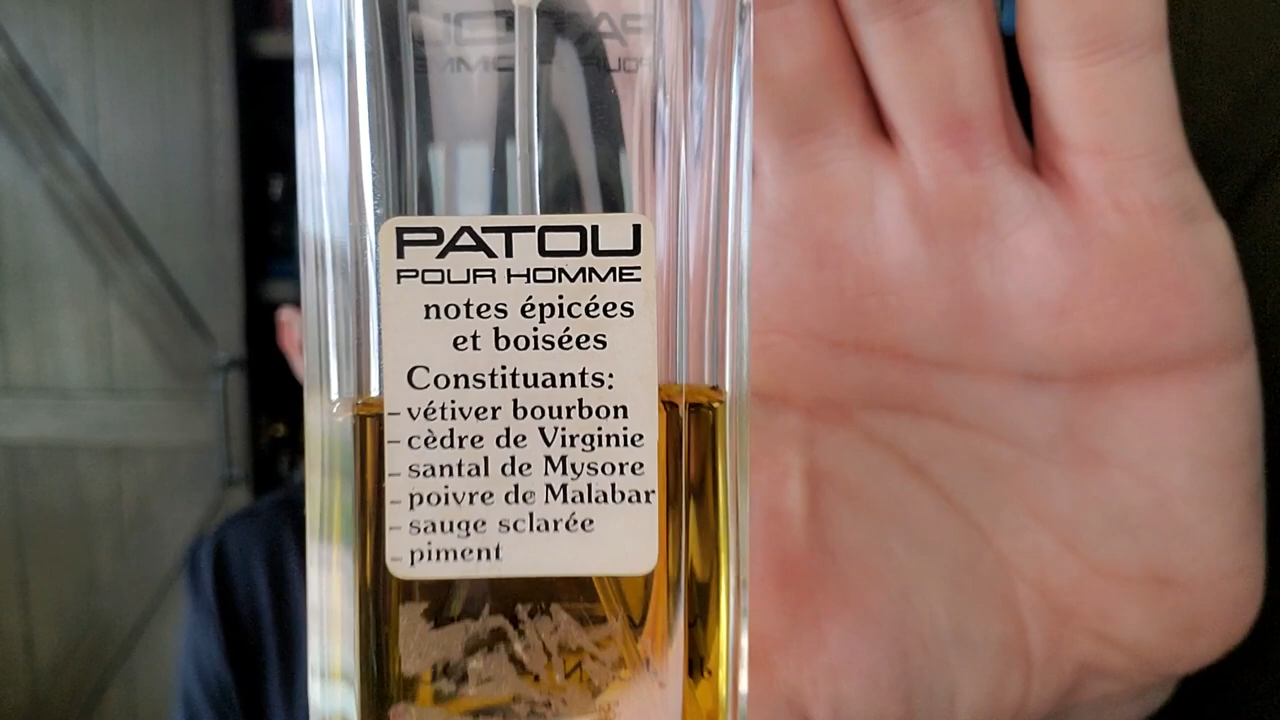 PATOU
POUR HOMME
notes épicées
et boisées
Constituants:
- vétiver bourbon
- cèdre de Virginie
- santal de Mysore
- poivre de Malabar
- sauge sclarée
- piment